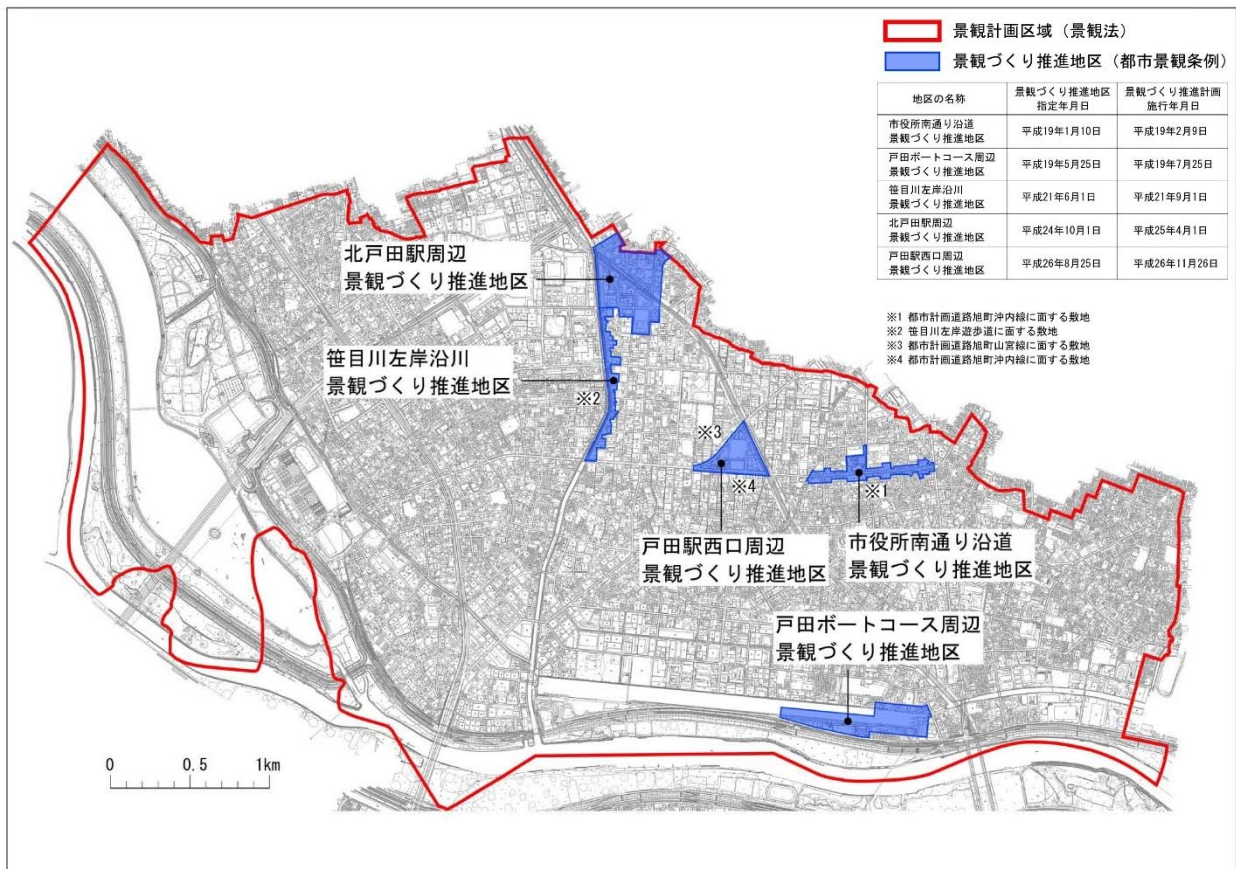 景観計画区域（景観法）
景観づくり推進地区（都市景観条例）
地区の名称 景観づくり推進地区 指定年月日 景観づくり推進計画 施行年月日
市役所南通り沿道 景観づくり推進地区 平成19年1月10日 平成19年2月9日
戸田ボートコース周辺 景観づくり推進地区 平成19年5月25日 平成19年7月25日
笹目川左岸沿川 景観づくり推進地区 平成21年6月1日 平成21年9月1日
北戸田駅周辺 景観づくり推進地区 平成24年10月1日 平成25年4月1日
戸田駅西口周辺 景観づくり推進地区 平成26年8月25日 平成26年11月26日
※1 都市計画道路旭町沖内線に面する敷地
※2 笹目川左岸遊歩道に面する敷地
※3 都市計画道路旭町山宮線に面する敷地
※4 都市計画道路旭町沖内線に面する敷地
北戸田駅周辺
景観づくり推進地区
笹目川左岸沿川
景観づくり推進地区
※2
※3
※4
※1
戸田駅西口周辺
景観づくり推進地区
市役所南通り沿道
景観づくり推進地区
戸田ボートコース周辺
景観づくり推進地区
0 0.5 1km